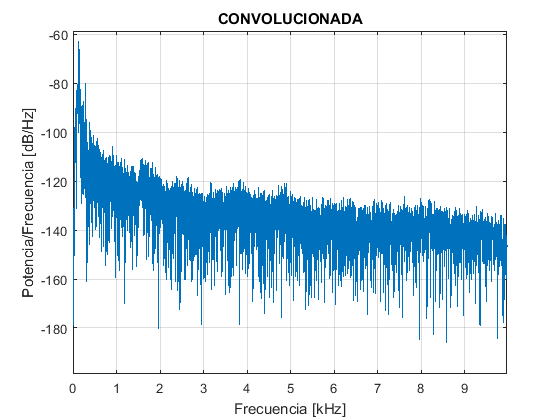 CONVOLUCIONADA
Potencia/Frecuencia [dB/Hz]
-60
-80
-100
-120
-140
-160
-180
0 1 2 3 4 5 6 7 8 9
Frecuencia [kHz]